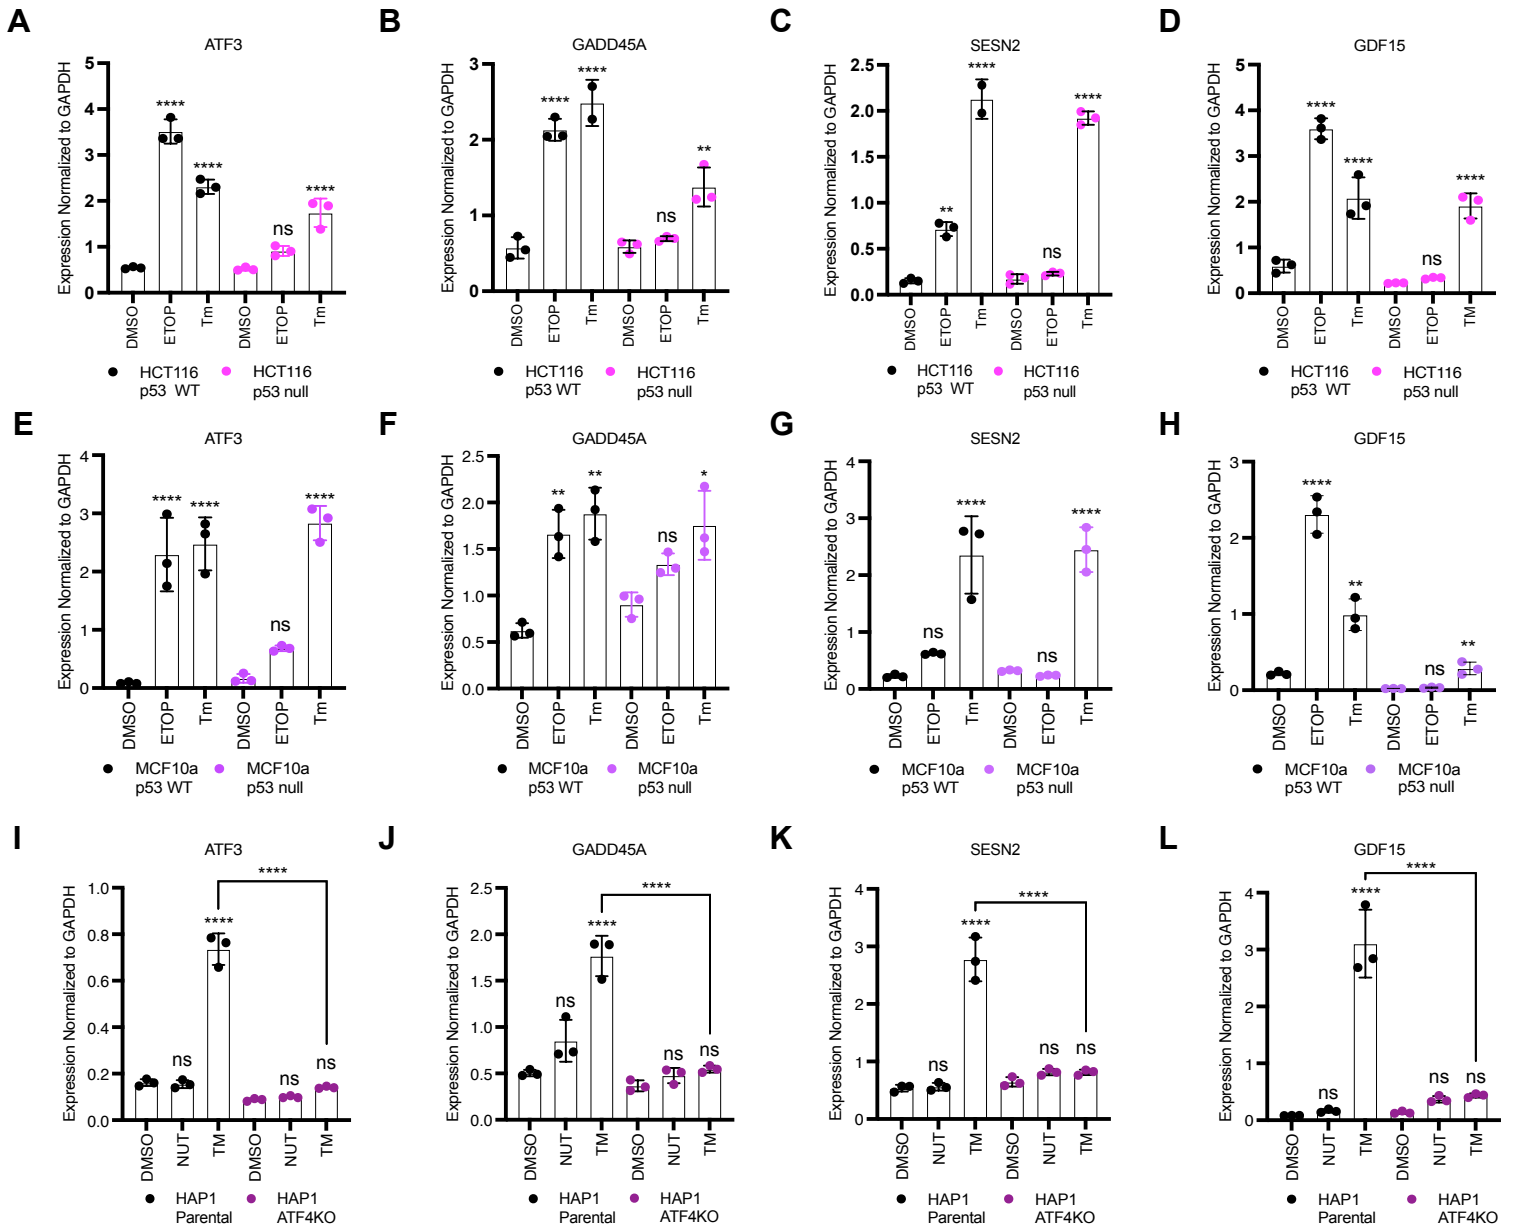 A
ATF3
Expression Normalized to GAPDH
5
4
3
2
1
0
****
****
ns
****
DMSO
ETOP
Tm
DMSO
ETOP
Tm
HCT116
p53 WT
HCT116
p53 null
B
GADD45A
Expression Normalized to GAPDH
3
2
1
0
****
****
ns
**
DMSO
ETOP
Tm
DMSO
ETOP
Tm
HCT116
p53 WT
HCT116
p53 null
C
SESN2
Expression Normalized to GAPDH
2.5
2.0
1.5
1.0
0.5
0.0
**
****
ns
****
DMSO
ETOP
Tm
DMSO
ETOP
Tm
HCT116
p53 WT
HCT116
p53 null
D
GDF15
Expression Normalized to GAPDH
5
4
3
2
1
0
****
****
ns
****
DMSO
ETOP
Tm
DMSO
ETOP
TM
HCT116
p53 WT
HCT116
p53 null
E
ATF3
Expression Normalized to GAPDH
4
3
2
1
0
****
****
ns
****
DMSO
ETOP
Tm
DMSO
ETOP
Tm
MCF10a
p53 WT
MCF10a
p53 null
F
GADD45A
Expression Normalized to GAPDH
2.5
2.0
1.5
1.0
0.5
0.0
**
**
ns
*
DMSO
ETOP
Tm
DMSO
ETOP
Tm
MCF10a
p53 WT
MCF10a
p53 null
G
SESN2
Expression Normalized to GAPDH
4
3
2
1
0
ns
****
ns
****
DMSO
ETOP
Tm
DMSO
ETOP
Tm
MCF10a
p53 WT
MCF10a
p53 null
H
GDF15
Expression Normalized to GAPDH
3
2
1
0
****
**
ns
**
DMSO
ETOP
Tm
DMSO
ETOP
Tm
MCF10a
p53 WT
MCF10a
p53 null
I
ATF3
Expression Normalized to GAPDH
1.0
0.8
0.6
0.4
0.2
0.0
****
ns
****
ns
ns
DMSO
NUT
TM
DMSO
NUT
TM
HAP1
Parental
HAP1
ATF4KO
J
GADD45A
Expression Normalized to GAPDH
2.5
2.0
1.5
1.0
0.5
0.0
****
ns
****
ns
ns
DMSO
NUT
TM
DMSO
NUT
TM
HAP1
Parental
HAP1
ATF4KO
K
SESN2
Expression Normalized to GAPDH
4
3
2
1
0
****
ns
****
ns
ns
DMSO
NUT
TM
DMSO
NUT
TM
HAP1
Parental
HAP1
ATF4KO
L
GDF15
Expression Normalized to GAPDH
4
3
2
1
0
****
ns
****
ns
ns
DMSO
NUT
TM
DMSO
NUT
TM
HAP1
Parental
HAP1
ATF4KO